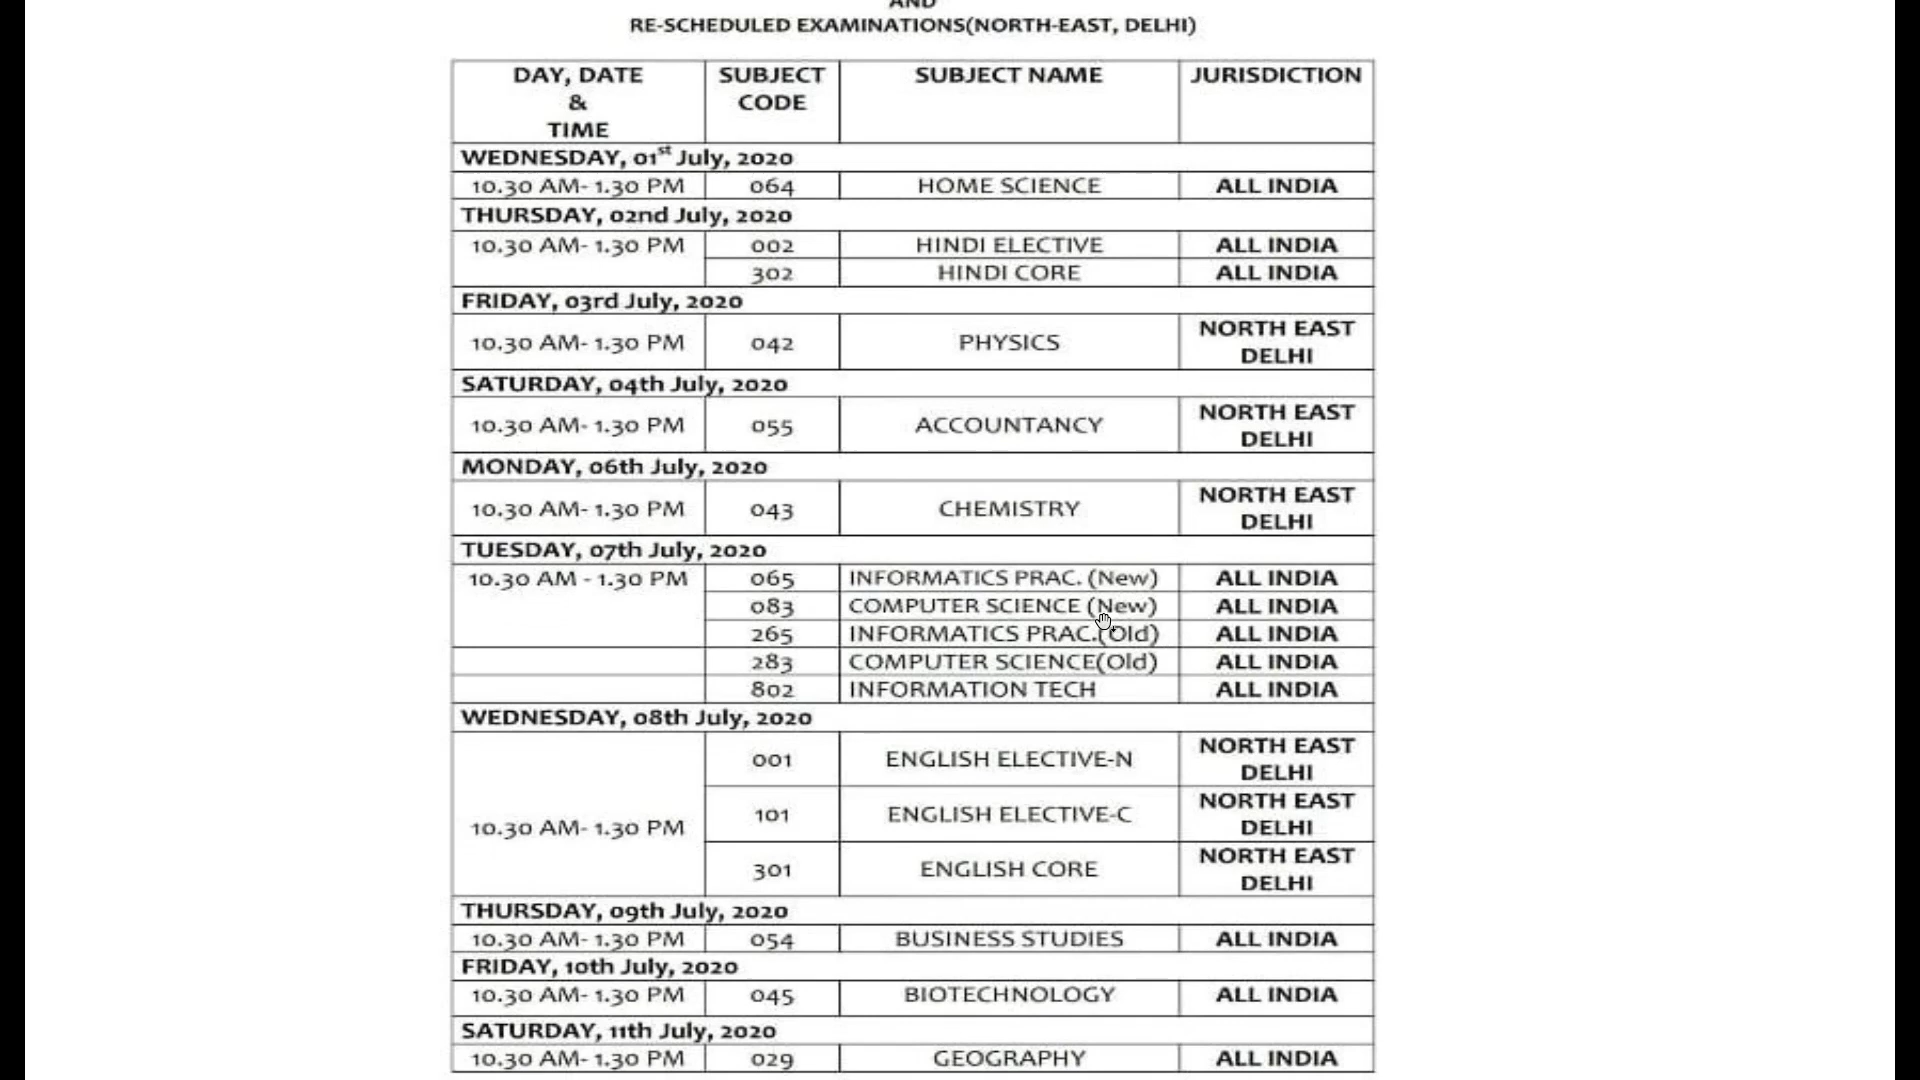 AND
RE-SCHEDULED EXAMINATIONS(NORTH-EAST, DELHI)
DAY, DATE & TIME SUBJECT CODE SUBJECT NAME JURISDICTION
WEDNESDAY, 01st July, 2020
10.30 AM- 1.30 PM 064 HOME SCIENCE ALL INDIA
THURSDAY, 02nd July, 2020
10.30 AM- 1.30 PM 002 HINDI ELECTIVE ALL INDIA
302 HINDI CORE ALL INDIA
FRIDAY, 03rd July, 2020
10.30 AM- 1.30 PM 042 PHYSICS NORTH EAST DELHI
SATURDAY, 04th July, 2020
10.30 AM- 1.30 PM 055 ACCOUNTANCY NORTH EAST DELHI
MONDAY, 06th July, 2020
10.30 AM- 1.30 PM 043 CHEMISTRY NORTH EAST DELHI
TUESDAY, 07th July, 2020
10.30 AM - 1.30 PM 065 INFORMATICS PRAC. (New) ALL INDIA
083 COMPUTER SCIENCE (New) ALL INDIA
265 INFORMATICS PRAC.(Old) ALL INDIA
283 COMPUTER SCIENCE(Old) ALL INDIA
802 INFORMATION TECH ALL INDIA
WEDNESDAY, 08th July, 2020
10.30 AM- 1.30 PM 001 ENGLISH ELECTIVE-N NORTH EAST DELHI
101 ENGLISH ELECTIVE-C NORTH EAST DELHI
301 ENGLISH CORE NORTH EAST DELHI
THURSDAY, 09th July, 2020
10.30 AM- 1.30 PM 054 BUSINESS STUDIES ALL INDIA
FRIDAY, 10th July, 2020
10.30 AM- 1.30 PM 045 BIOTECHNOLOGY ALL INDIA
SATURDAY, 11th July, 2020
10.30 AM- 1.30 PM 029 GEOGRAPHY ALL INDIA